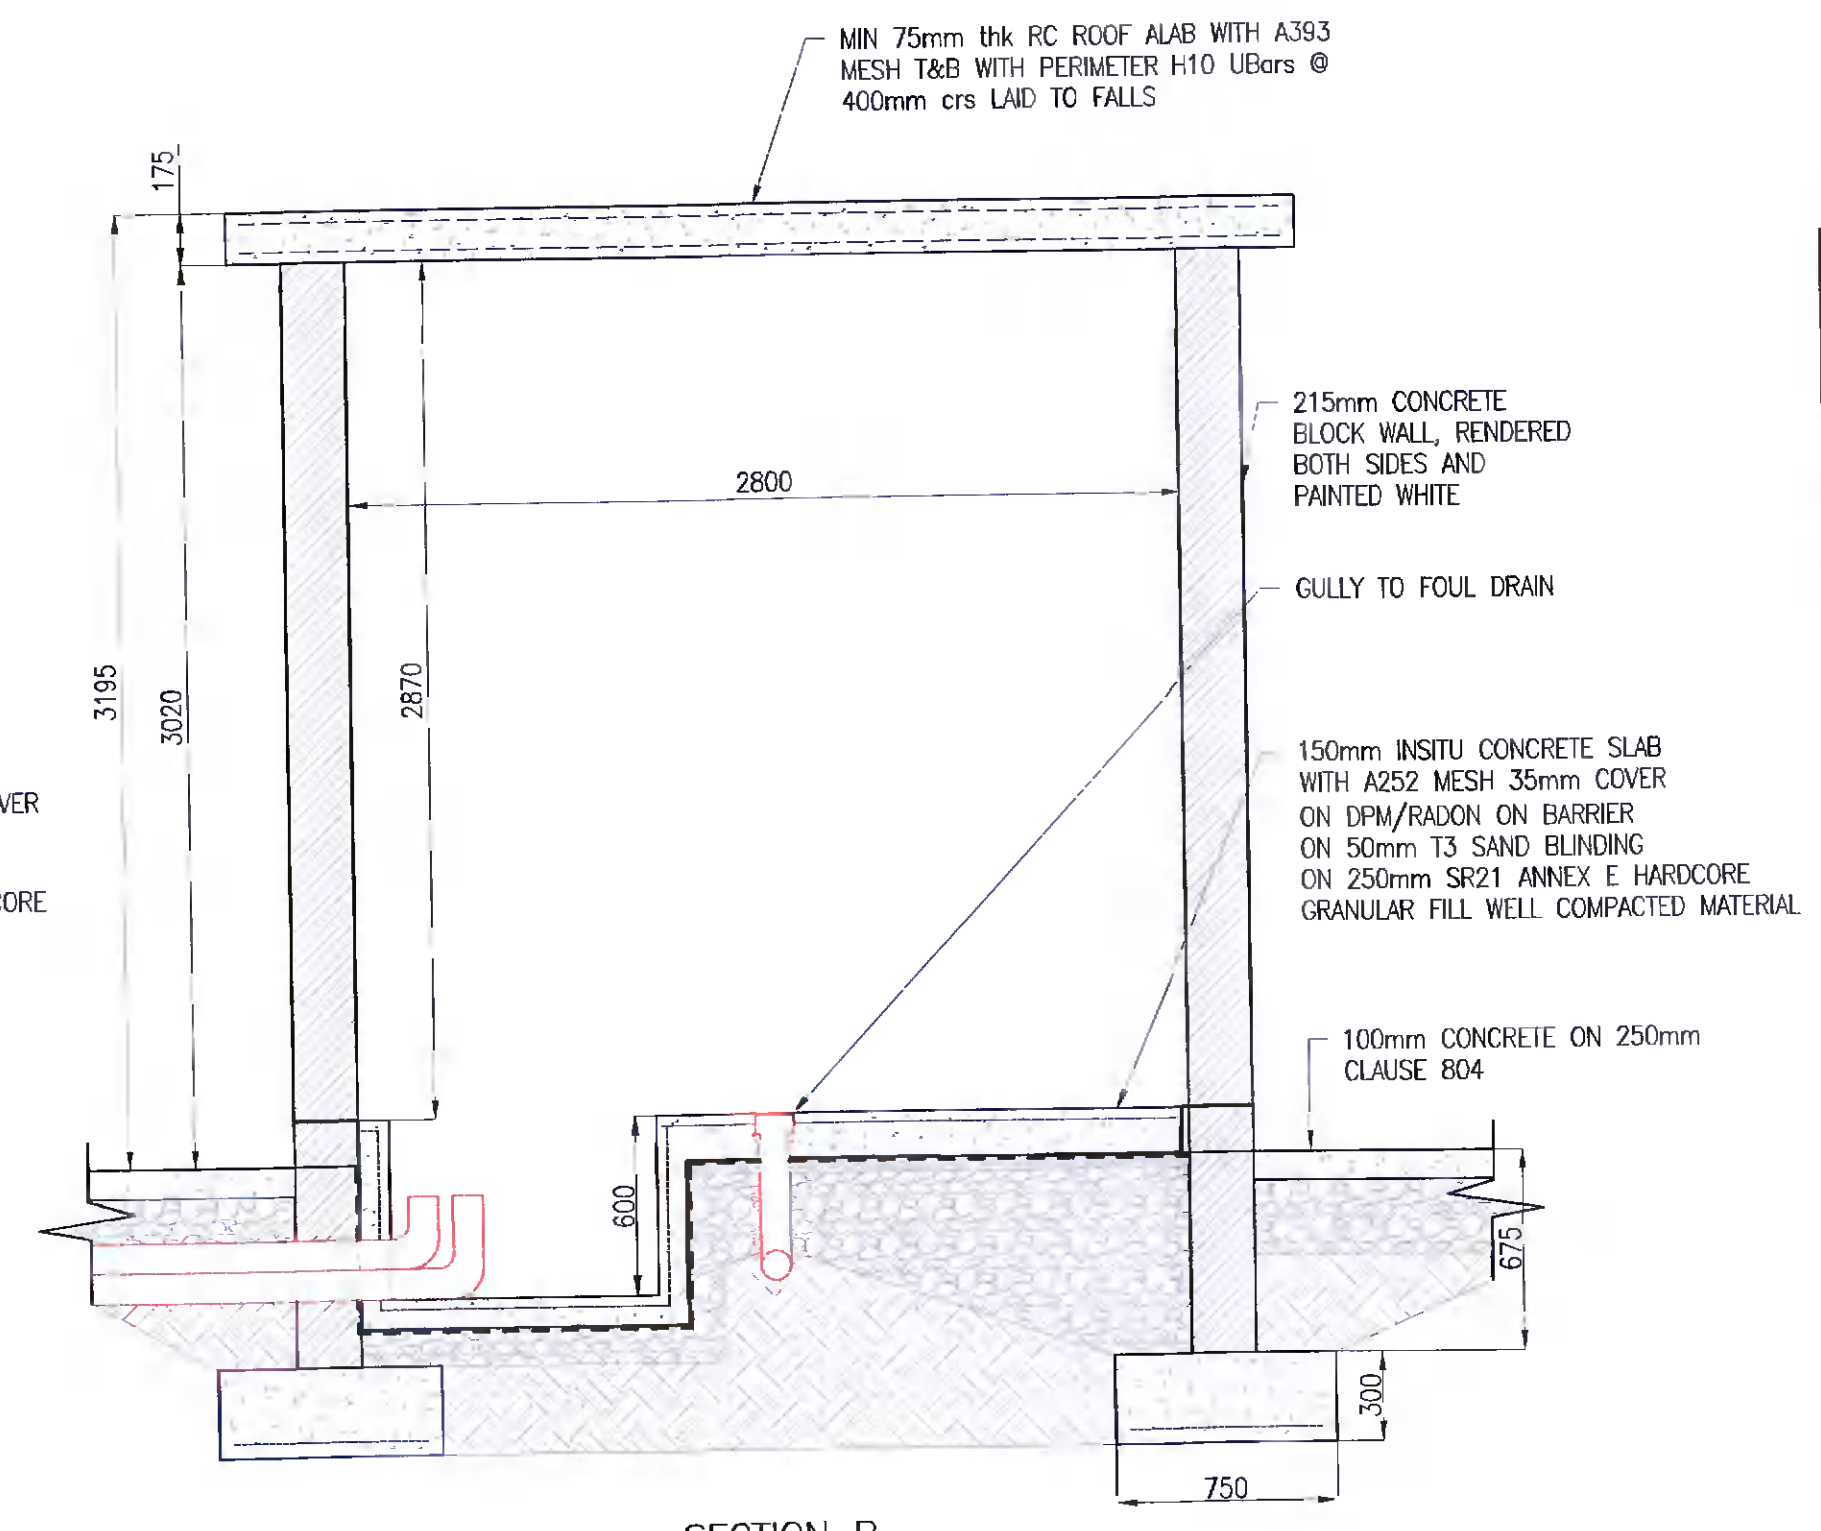 MIN 75mm thk RC ROOF ALAB WITH A393
MESH T&B WITH PERIMETER H10 UBars @
400mm crs LAID TO FALLS
175
215mm CONCRETE
BLOCK WALL, RENDERED
BOTH SIDES AND
PAINTED WHITE
2800
GULLY TO FOUL DRAIN
3195
3020
2870
150mm INSITU CONCRETE SLAB
WITH A252 MESH 35mm COVER
ON DPM/RADON ON BARRIER
ON 50mm T3 SAND BLINDING
ON 250mm SR21 ANNEX E HARDCORE
GRANULAR FILL WELL COMPACTED MATERIAL
VER
CORE
100mm CONCRETE ON 250mm
CLAUSE 804
600
675
300
750
SECTION B